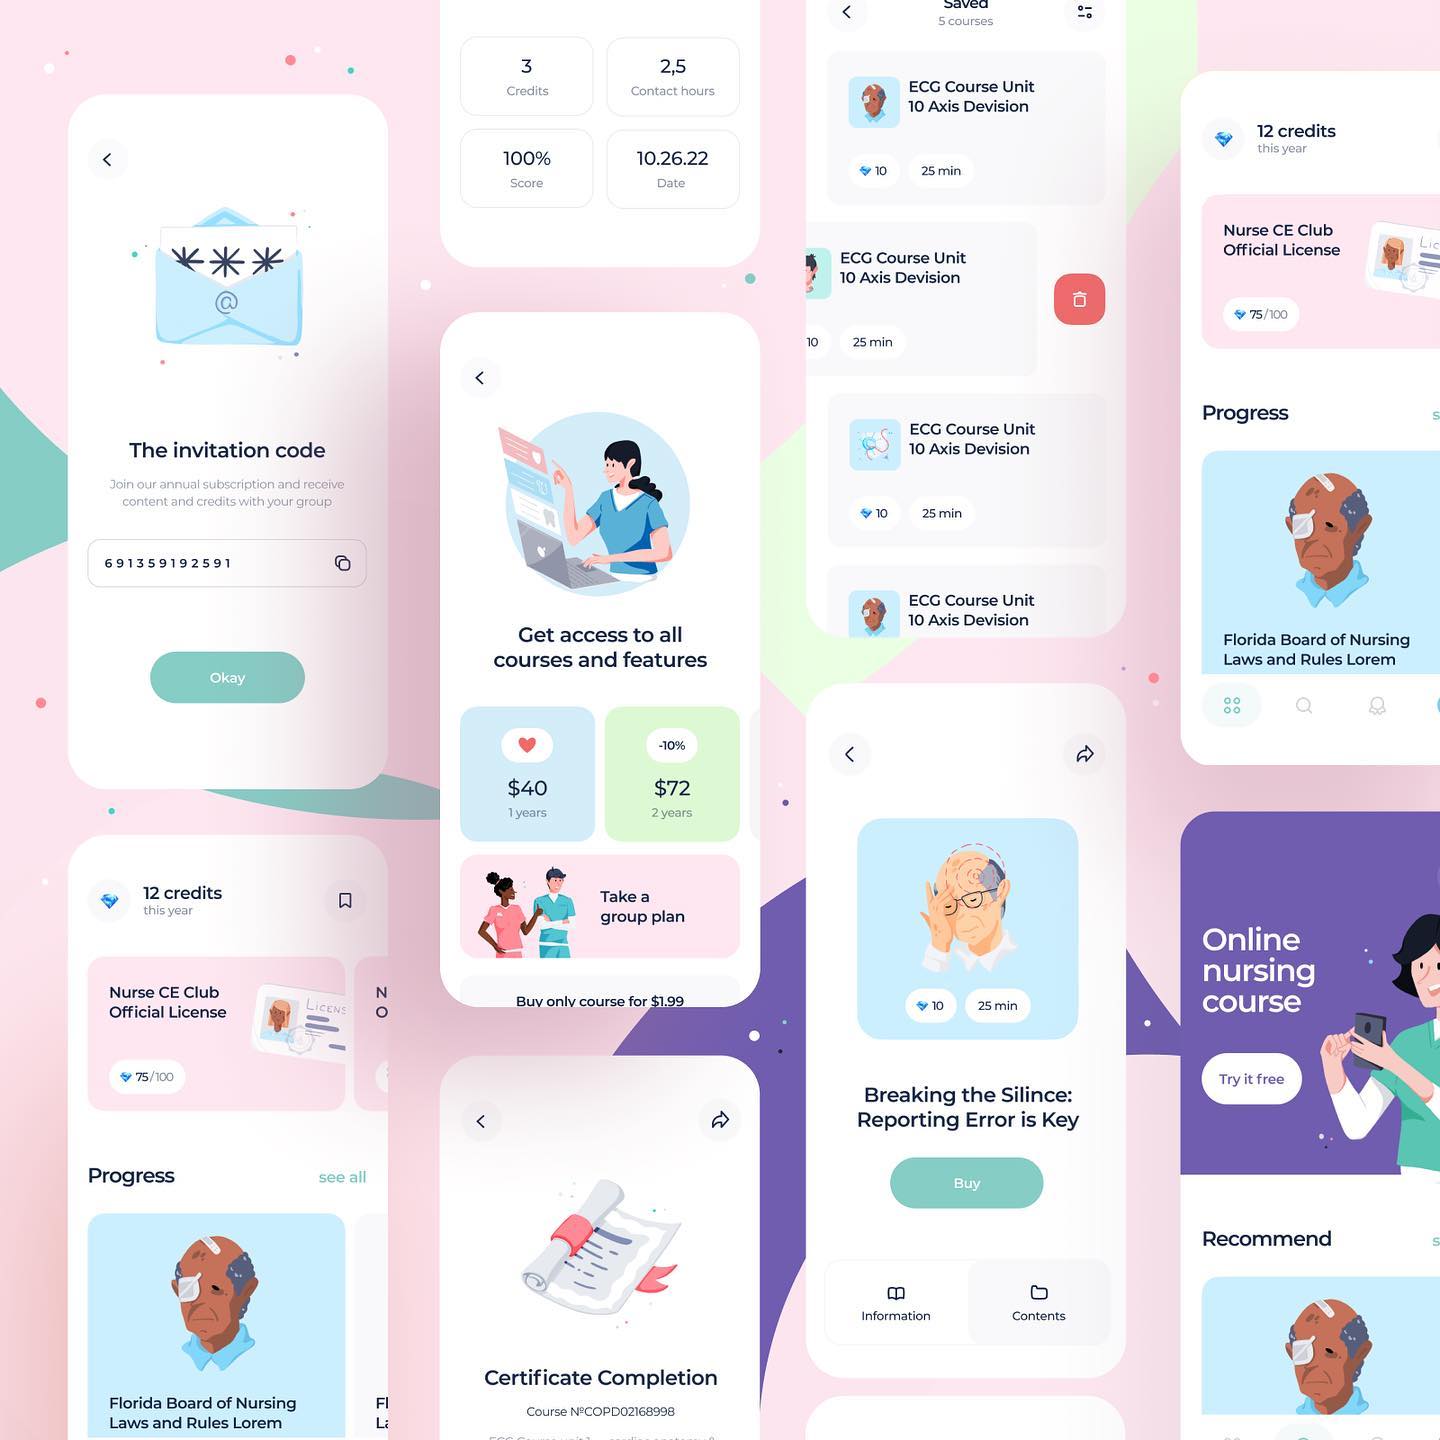 The invitation code
Join our annual subscription and receive
content and credits with your group
691359192591
Okay
12 credits
this year
Nurse CE Club
Official License
LICENS
75/100
N
O
Progress
see all
Florida Board of Nursing
Laws and Rules Lorem
Fl
La
3
Credits
2,5
Contact hours
100%
Score
10.26.22
Date
Get access to all
courses and features
$40
1 years
-10%
$72
2 years
Take a
group plan
Buy only course for $1.99
Certificate Completion
Course №COPD02168998
Saved
5 courses
ECG Course Unit
10 Axis Devision
10
25 min
ECG Course Unit
10 Axis Devision
10
25 min
ECG Course Unit
10 Axis Devision
10
25 min
ECG Course Unit
10 Axis Devision
10
25 min
Breaking the Silince:
Reporting Error is Key
Buy
Information
Contents
12 credits
this year
Nurse CE Club
Official License
LIC
75/100
Progress
s
Florida Board of Nursing
Laws and Rules Lorem
Online
nursing
course
Try it free
Recommend
s